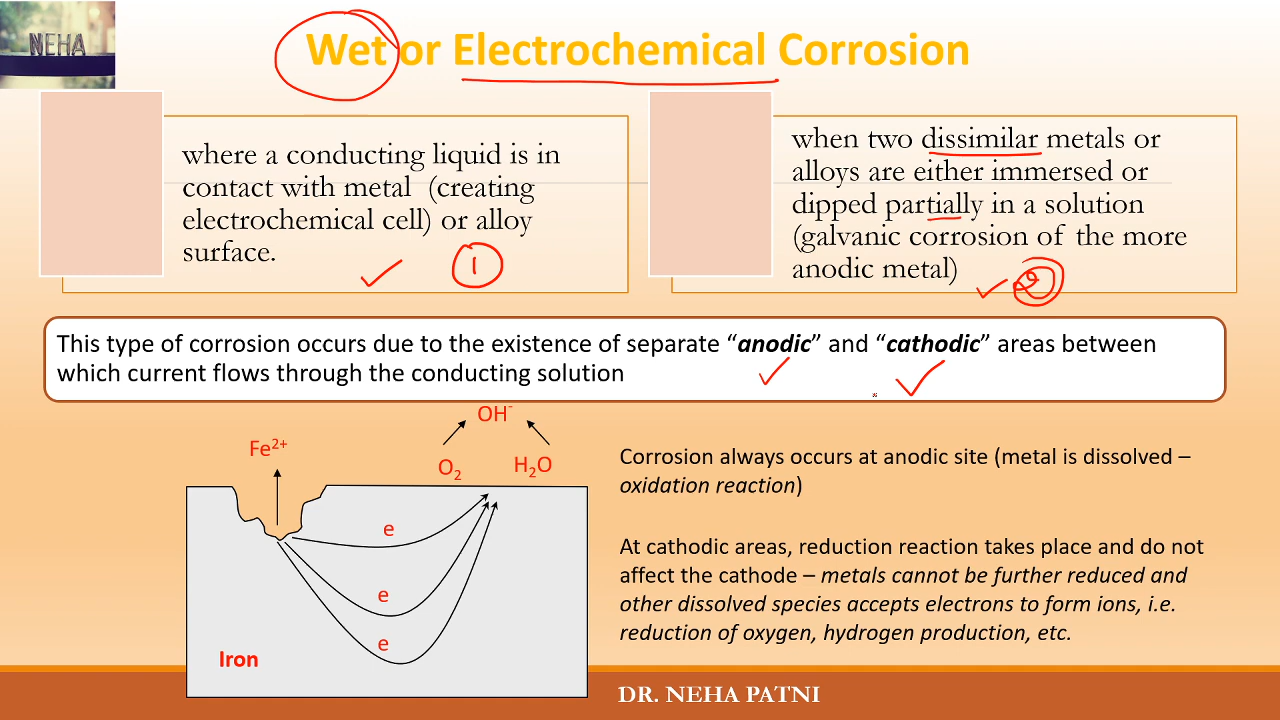 NEHA
Wet or Electrochemical Corrosion
where a conducting liquid is in
contact with metal (creating
electrochemical cell) or alloy
surface.
1
when two dissimilar metals or
alloys are either immersed or
dipped partially in a solution
(galvanic corrosion of the more
anodic metal)
2
This type of corrosion occurs due to the existence of separate “anodic” and “cathodic” areas between
which current flows through the conducting solution
OH⁻
Fe²⁺
O₂
H₂O
e
e
e
Iron
Corrosion always occurs at anodic site (metal is dissolved –
oxidation reaction)
At cathodic areas, reduction reaction takes place and do not
affect the cathode – metals cannot be further reduced and
other dissolved species accepts electrons to form ions, i.e.
reduction of oxygen, hydrogen production, etc.
DR. NEHA PATNI